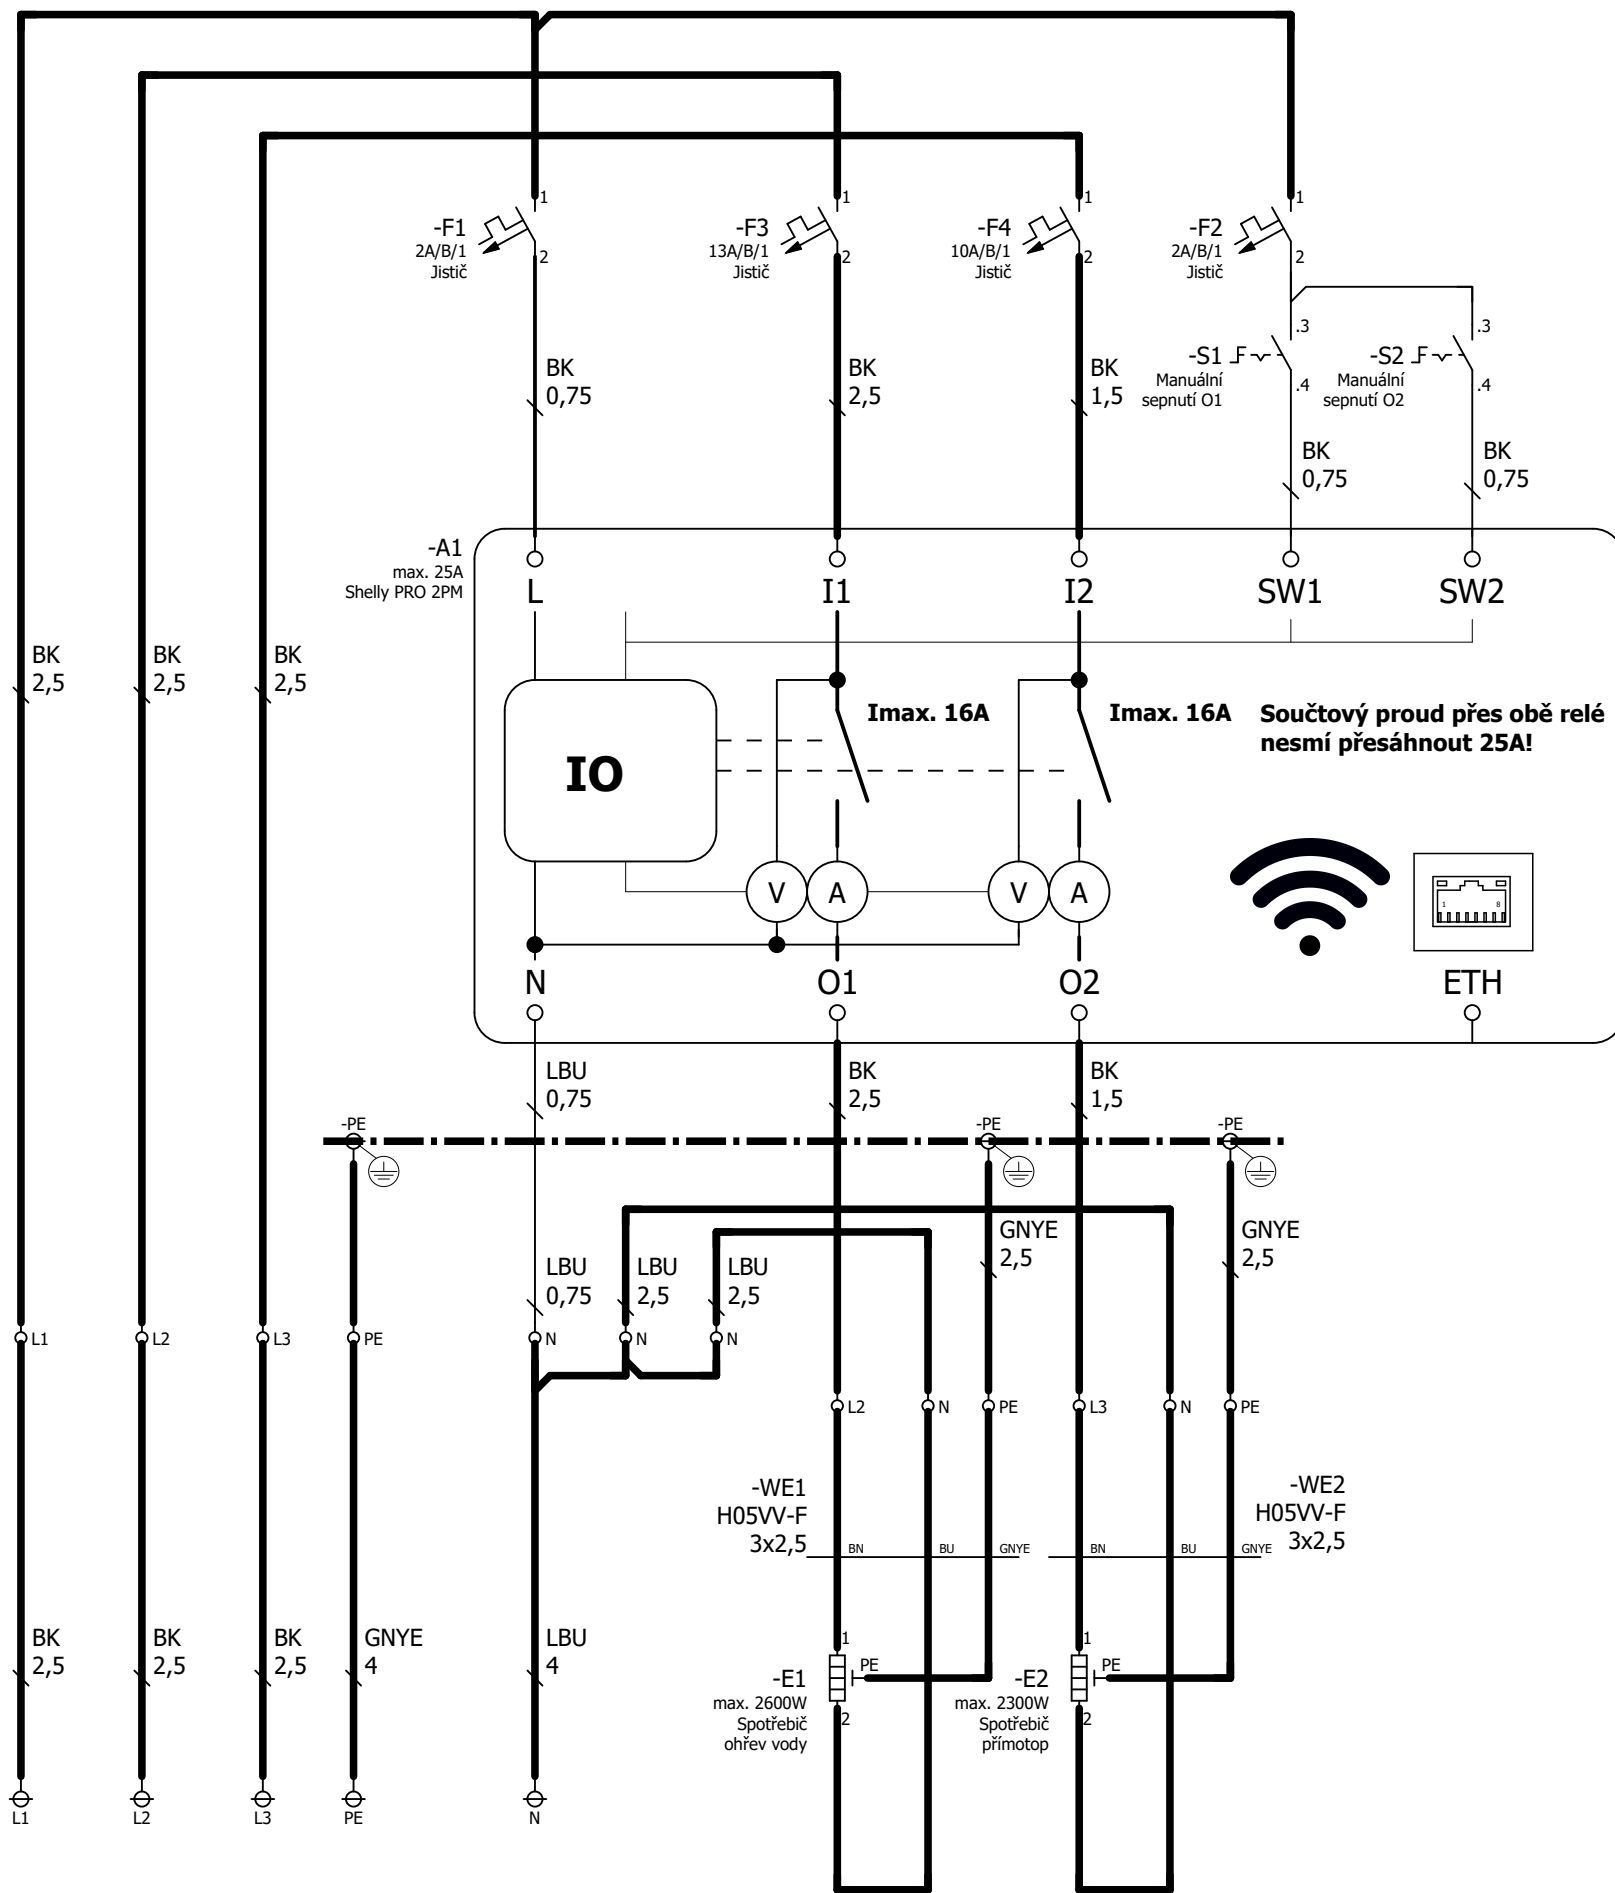 1
1
1
1
-F1
2A/B/1
Jistič
2
-F3
13A/B/1
Jistič
2
-F4
10A/B/1
Jistič
2
-F2
2A/B/1
Jistič
2
.3
.3
-S1
Manuální
sepnutí O1
.4
-S2
Manuální
sepnutí O2
.4
BK
0,75
BK
2,5
BK
1,5
BK
0,75
BK
0,75
-A1
max. 25A
Shelly PRO 2PM
L
I1
I2
SW1
SW2
BK
2,5
BK
2,5
BK
2,5
Imax. 16A
Imax. 16A
Součtový proud přes obě relé
nesmí přesáhnout 25A!
IO
V
A
V
A
1
8
N
O1
O2
ETH
LBU
0,75
BK
2,5
BK
1,5
-PE
-PE
-PE
GNYE
2,5
GNYE
2,5
LBU
0,75
LBU
2,5
LBU
2,5
L1
L2
L3
PE
N
N
N
L2
N
PE
L3
N
PE
-WE1
H05VV-F
3x2,5
BN
BU
GNYE
-WE2
H05VV-F
3x2,5
BN
BU
GNYE
BK
2,5
BK
2,5
BK
2,5
GNYE
4
LBU
4
1
PE
-E1
max. 2600W
Spotřebič
ohřev vody
2
1
PE
-E2
max. 2300W
Spotřebič
přímotop
2
L1
L2
L3
PE
N